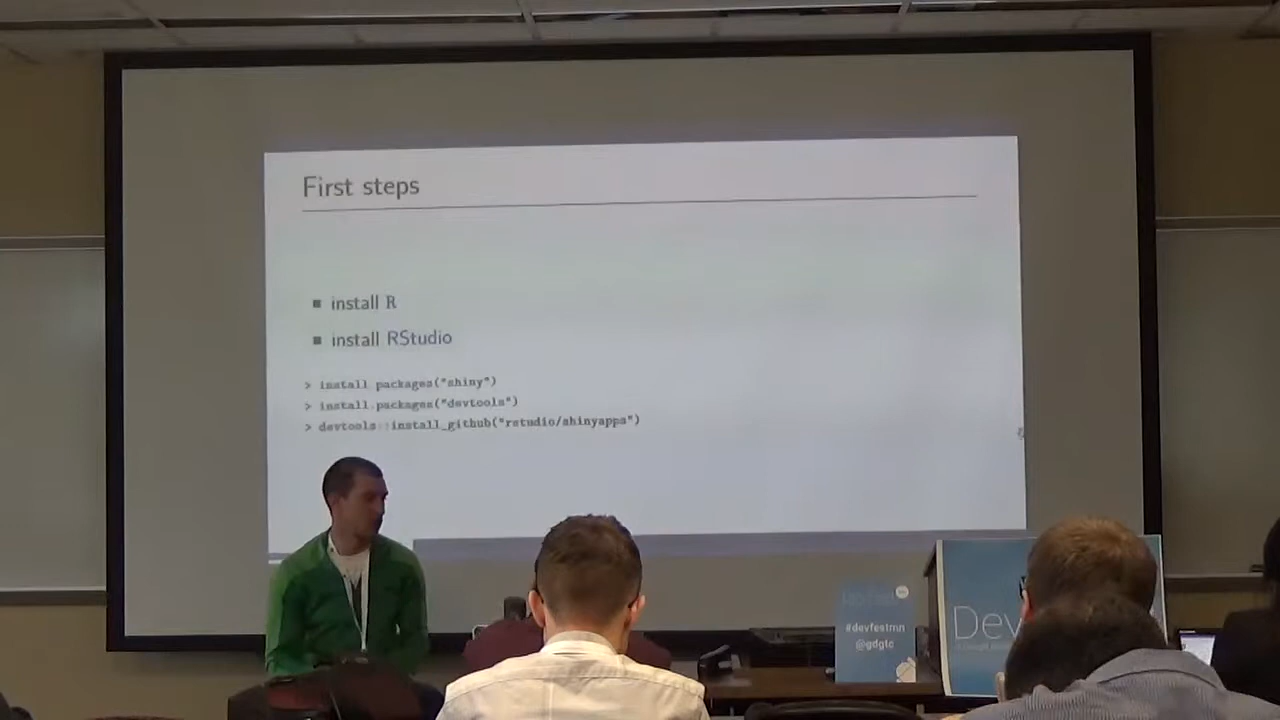 First steps
install R
install RStudio
> install.packages("shiny")
> install.packages("devtools")
> devtools::install_github("rstudio/shinyapps")
#devfestmn
@gdgtc
Dev